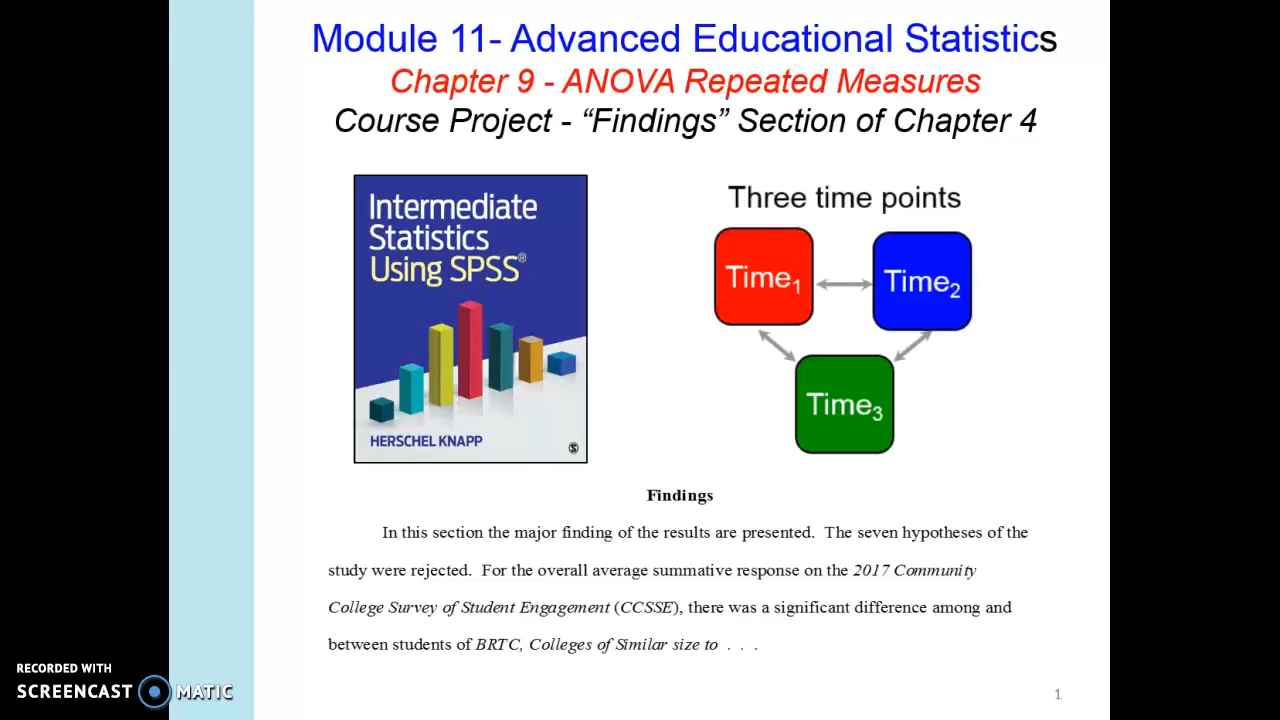 Module 11- Advanced Educational Statistics
Chapter 9 - ANOVA Repeated Measures
Course Project - “Findings” Section of Chapter 4
Intermediate
Statistics
Using SPSS®
HERSCHEL KNAPP
Three time points
Time1
Time2
Time3
Findings
In this section the major finding of the results are presented. The seven hypotheses of the
study were rejected. For the overall average summative response on the 2017 Community
College Survey of Student Engagement (CCSSE), there was a significant difference among and
between students of BRTC, Colleges of Similar size to . . .
RECORDED WITH
SCREENCAST MATIC
1